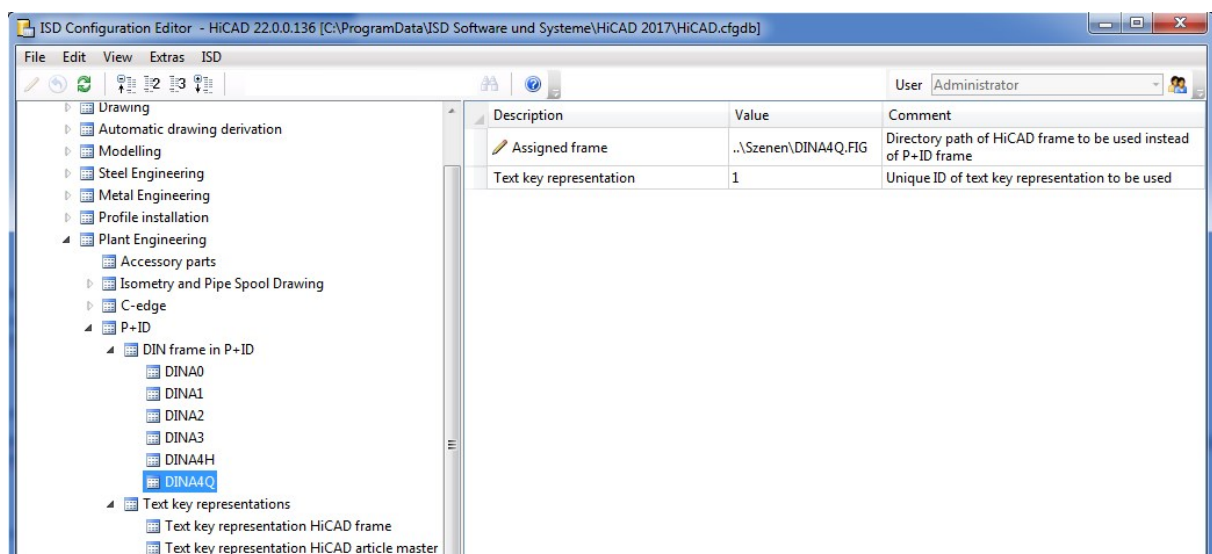 ISD Configuration Editor - HiCAD 22.0.0.136 [C:\ProgramData\ISD Software und Systeme\HiCAD 2017\HiCAD.cfgdb]
File Edit View Extras ISD
2 3 User Administrator
Drawing
Automatic drawing derivation
Modelling
Steel Engineering
Metal Engineering
Profile installation
Plant Engineering
Accessory parts
Isometry and Pipe Spool Drawing
C-edge
P+ID
DIN frame in P+ID
DINA0
DINA1
DINA2
DINA3
DINA4H
DINA4Q
Text key representations
Text key representation HiCAD frame
Text key representation HiCAD article master
Description Value Comment
Assigned frame ..\Szenen\DINA4Q.FIG Directory path of HiCAD frame to be used instead
of P+ID frame
Text key representation 1 Unique ID of text key representation to be used